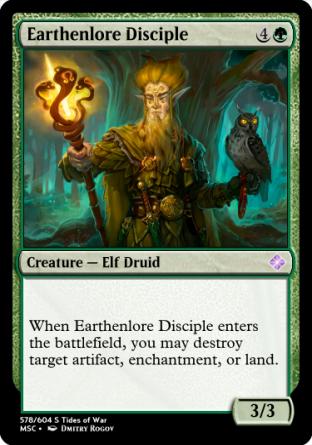 Earthenlore Disciple 4
Creature — Elf Druid
When Earthenlore Disciple enters
the battlefield, you may destroy
target artifact, enchantment, or land.
3/3
578/604 S Tides of War
MSC • Dmitry Rogov